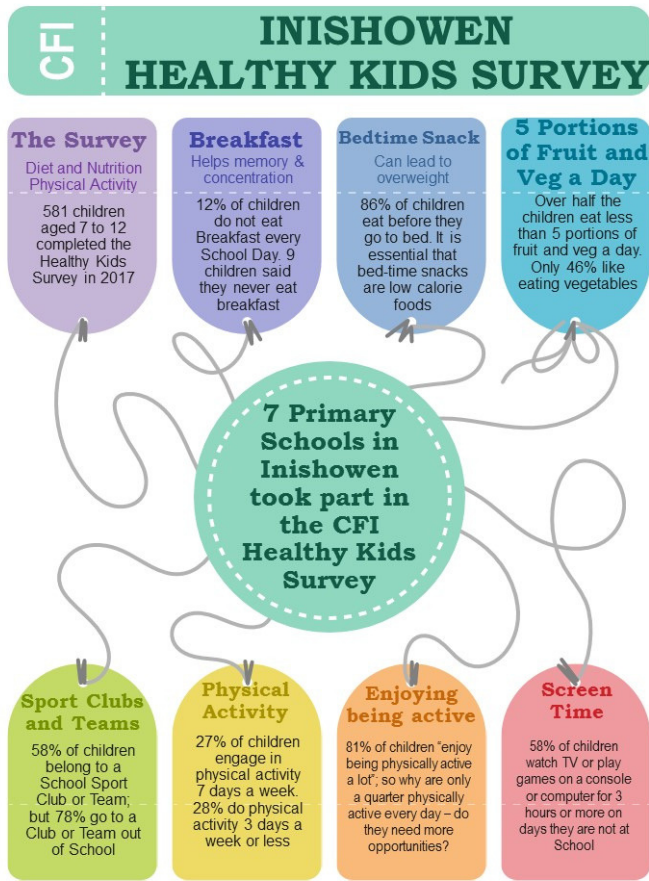 CFI
INISHOWEN
HEALTHY KIDS SURVEY
The Survey
Diet and Nutrition
Physical Activity
581 children
aged 7 to 12
completed the
Healthy Kids
Survey in 2017
Breakfast
Helps memory &
concentration
12% of children
do not eat
Breakfast every
School Day. 9
children said
they never eat
breakfast
Bedtime Snack
Can lead to
overweight
86% of children
eat before they
go to bed. It is
essential that
bed-time snacks
are low calorie
foods
5 Portions
of Fruit and
Veg a Day
Over half the
children eat less
than 5 portions of
fruit and veg a day.
Only 46% like
eating vegetables
7 Primary
Schools in
Inishowen
took part in
the CFI
Healthy Kids
Survey
Sport Clubs
and Teams
58% of children
belong to a
School Sport
Club or Team;
but 78% go to a
Club or Team out
of School
Physical
Activity
27% of children
engage in
physical activity
7 days a week.
28% do physical
activity 3 days a
week or less
Enjoying
being active
81% of children “enjoy
being physically active
a lot”; so why are only
a quarter physically
active every day – do
they need more
opportunities?
Screen
Time
58% of children
watch TV or play
games on a console
or computer for 3
hours or more on
days they are not at
School